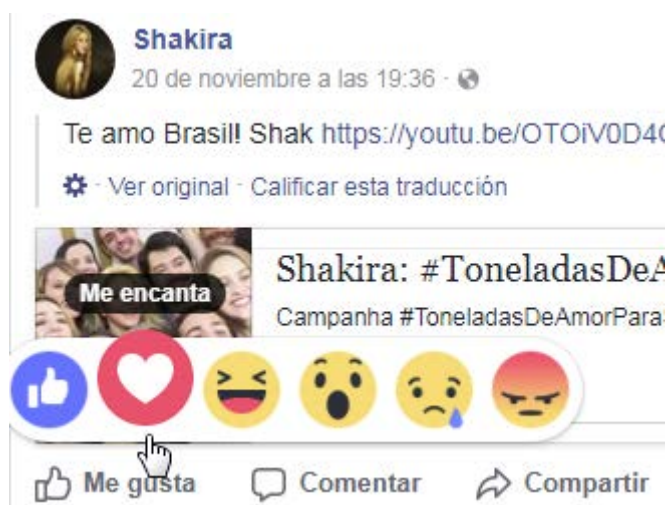 Shakira
20 de noviembre a las 19:36 ·
Te amo Brasil! Shak https://youtu.be/OTOiV0D4
· Ver original · Calificar esta traducción
Shakira: #ToneladasDeA
Me encanta
Campanha #ToneladasDeAmorPara
Me gusta Comentar Compartir